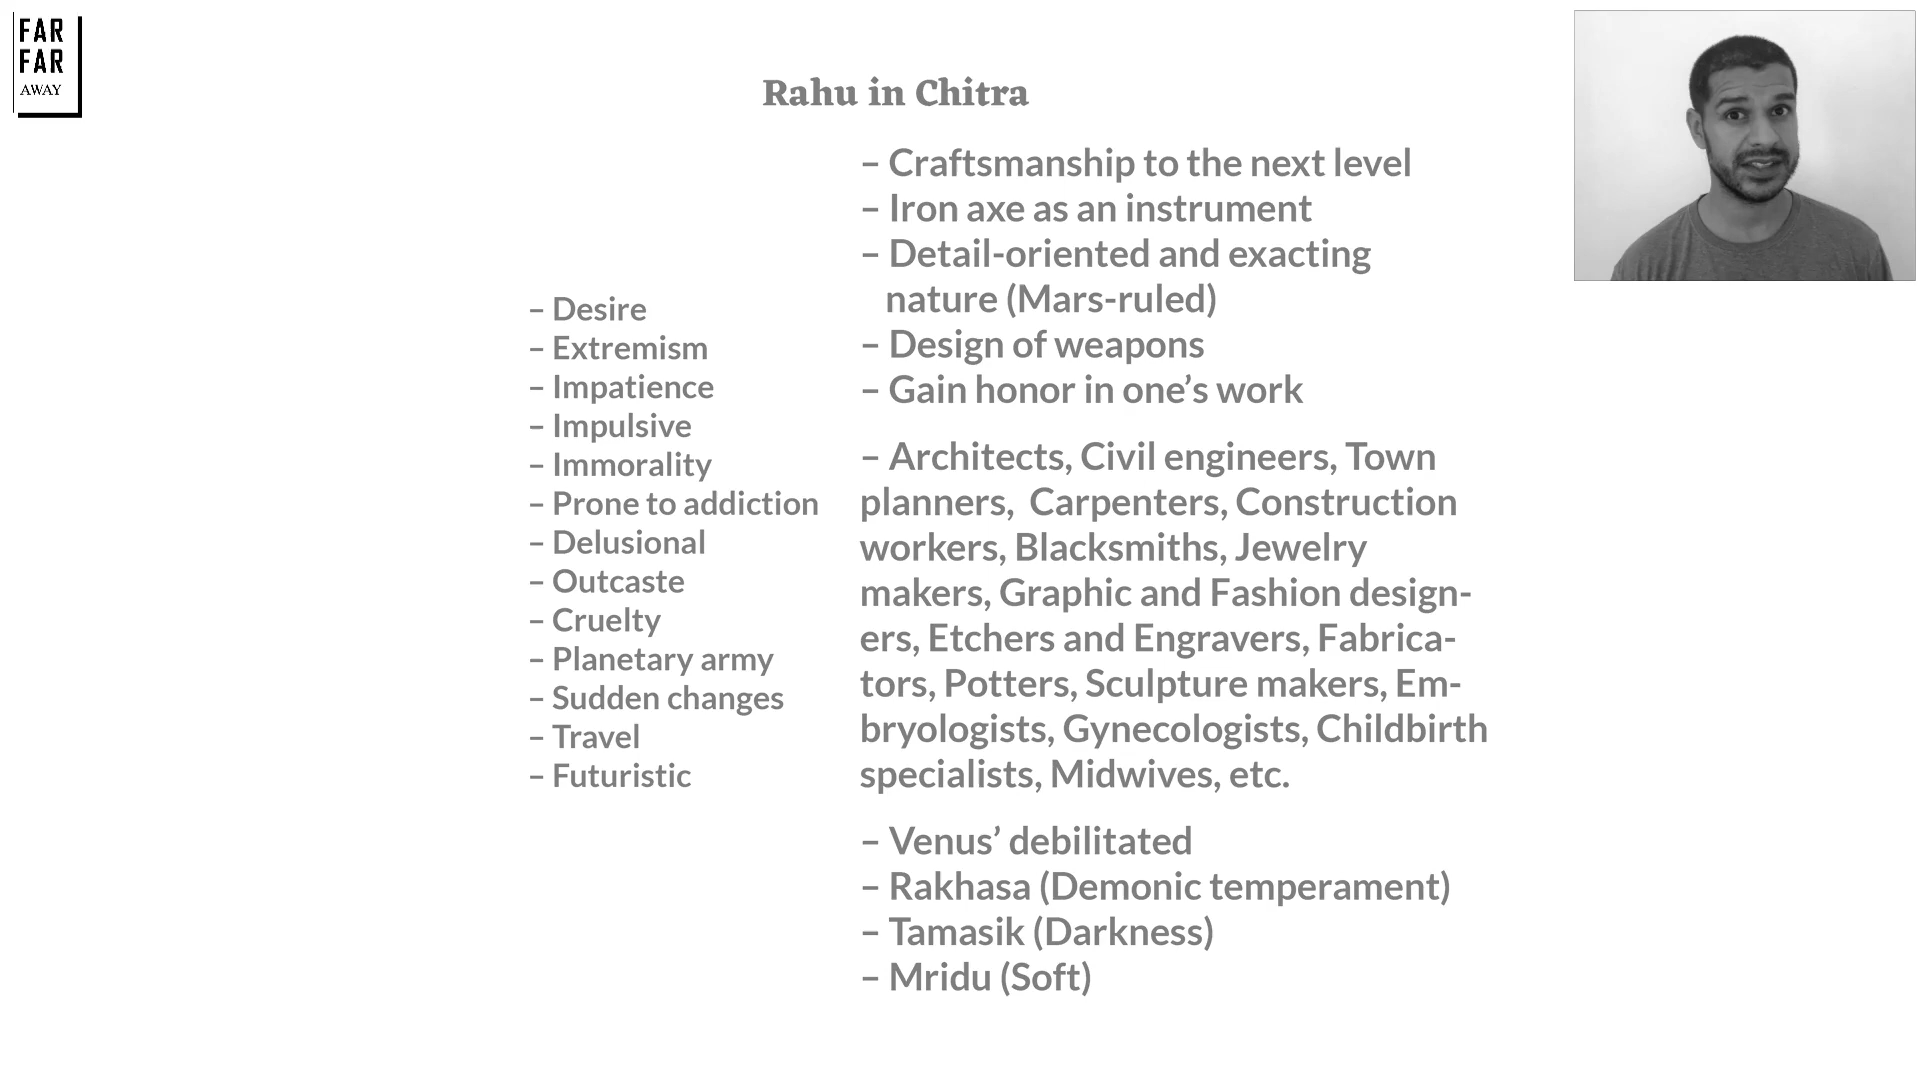 FAR
FAR
AWAY
Rahu in Chitra
– Desire
– Extremism
– Impatience
– Impulsive
– Immorality
– Prone to addiction
– Delusional
– Outcaste
– Cruelty
– Planetary army
– Sudden changes
– Travel
– Futuristic
– Craftsmanship to the next level
– Iron axe as an instrument
– Detail-oriented and exacting
nature (Mars-ruled)
– Design of weapons
– Gain honor in one’s work
– Architects, Civil engineers, Town
planners,  Carpenters, Construction
workers, Blacksmiths, Jewelry
makers, Graphic and Fashion design-
ers, Etchers and Engravers, Fabrica-
tors, Potters, Sculpture makers, Em-
bryologists, Gynecologists, Childbirth
specialists, Midwives, etc.
– Venus’ debilitated
– Rakhasa (Demonic temperament)
– Tamasik (Darkness)
– Mridu (Soft)